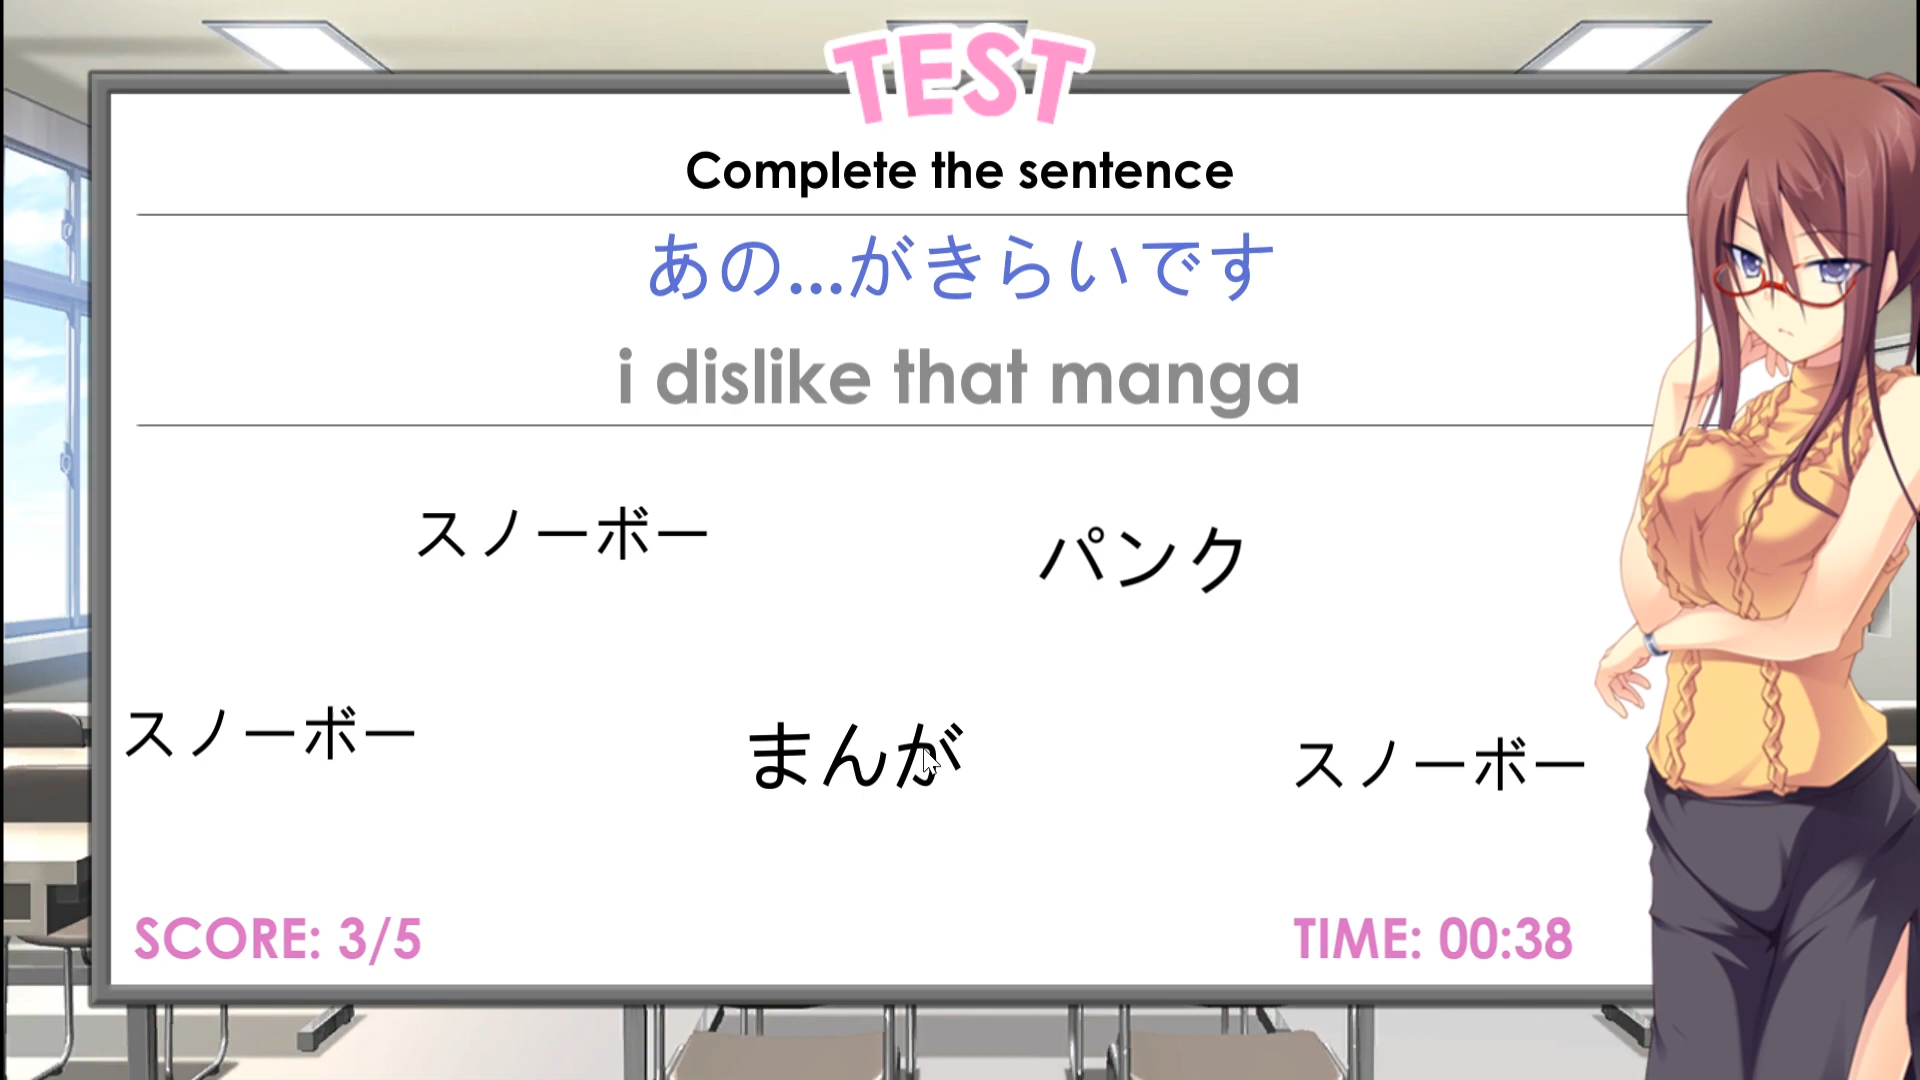 TEST
Complete the sentence
あの...がきらいです
i dislike that manga
スノーボー
パンク
スノーボー
まんが
スノーボー
SCORE: 3/5
TIME: 00:38